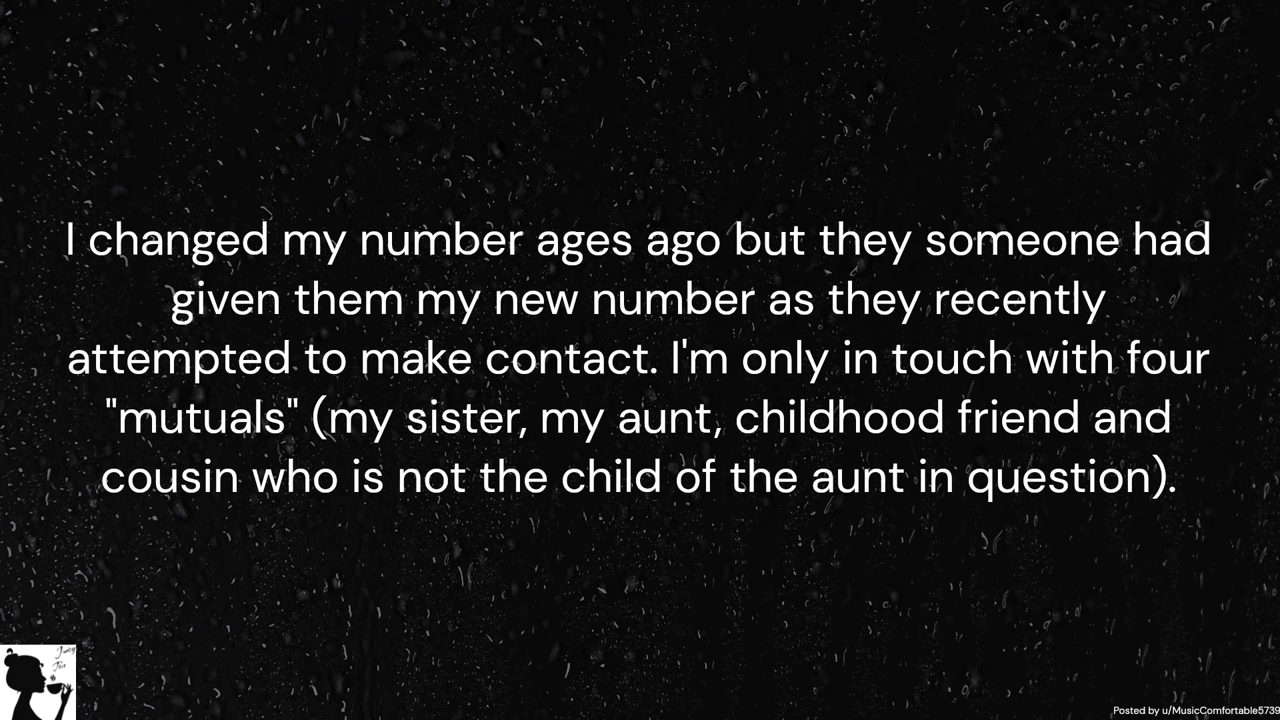 I changed my number ages ago but they someone had
given them my new number as they recently
attempted to make contact. I'm only in touch with four
"mutuals" (my sister, my aunt, childhood friend and
cousin who is not the child of the aunt in question).
Posted by u/MusicComfortable5739